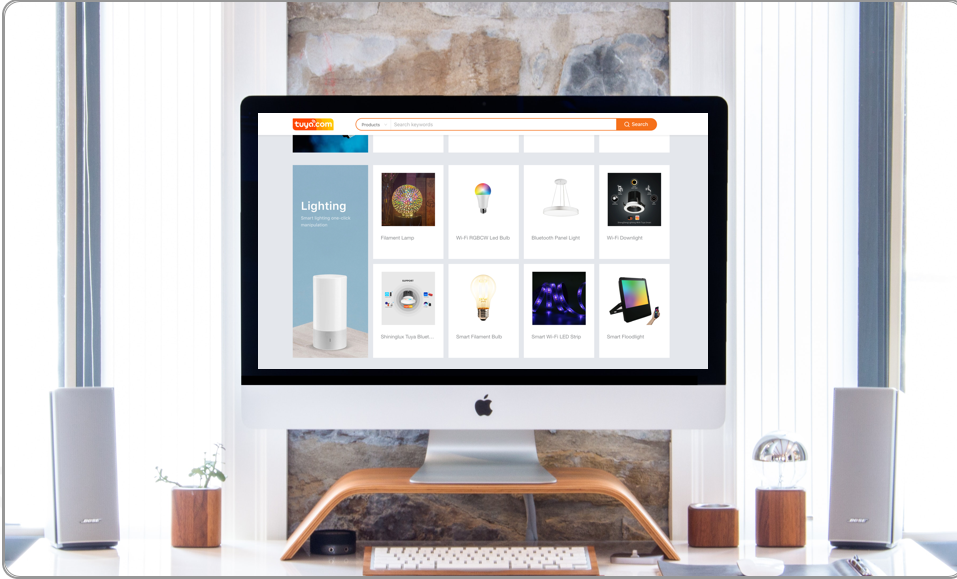 tuya.com
Products
Search keywords
Search
Lighting
Smart lighting one-click
manipulation
Filament Lamp
Wi-Fi RGBCW Led Bulb
Bluetooth Panel Light
Wi-Fi Downlight
Shininglux Tuya Bluet...
Smart Filament Bulb
Smart Wi-Fi LED Strip
Smart Floodlight
BOSE
BOSE